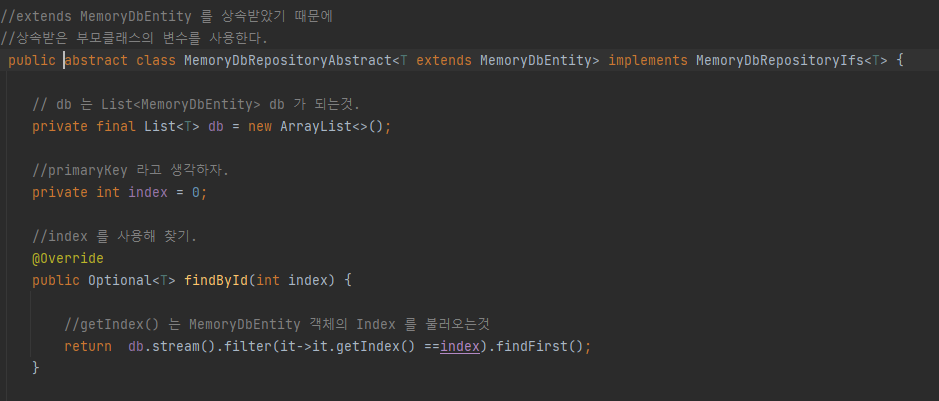 //extends MemoryDbEntity 를 상속받았기 때문에
//상속받은 부모클래스의 변수를 사용한다.
public abstract class MemoryDbRepositoryAbstract<T extends MemoryDbEntity> implements MemoryDbRepositoryIfs<T> {
// db 는 List<MemoryDbEntity> db 가 되는것.
private final List<T> db = new ArrayList<>();
//primaryKey 라고 생각하자.
private int index = 0;
//index 를 사용해 찾기.
@Override
public Optional<T> findById(int index) {
//getIndex() 는 MemoryDbEntity 객체의 Index 를 불러오는것
return  db.stream().filter(it->it.getIndex() ==index).findFirst();
}